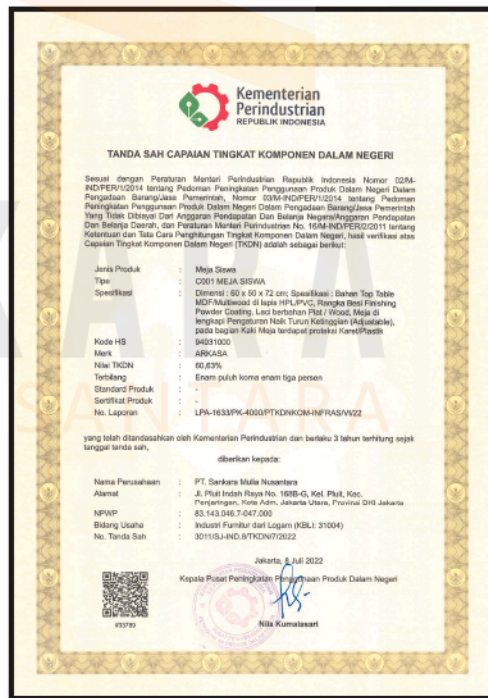 Kementerian
Perindustrian
REPUBLIK INDONESIA
TANDA SAH CAPAIAN TINGKAT KOMPONEN DALAM NEGERI
Sesuai dengan Peraturan Menteri Perindustrian Republik Indonesia Nomor 02/M-
IND/PER/1/2014 tentang Pedoman Peningkatan Penggunaan Produk Dalam Negeri Dalam
Pengadaan Barang/Jasa Pemerintah, Nomor 03/M-IND/PER/1/2014 tentang Pedoman
Peningkatan Penggunaan Produk Dalam Negeri Dalam Pengadaan Barang/Jasa Pemerintah
Yang Tidak Dibiayai Dari Anggaran Pendapatan Dan Belanja Negara/Anggaran Pendapatan
Dan Belanja Daerah, dan Peraturan Menteri Perindustrian No. 16/M-IND/PER/2/2011 tentang
Ketentuan dan Tata Cara Penghitungan Tingkat Komponen Dalam Negeri, hasil verifikasi atas
Capaian Tingkat Komponen Dalam Negeri (TKDN) adalah sebagai berikut:
Jenis Produk : Meja Siswa
Tipe : C001 MEJA SISWA
Spesifikasi : Dimensi : 60 x 50 x 72 cm; Spesifikasi : Bahan Top Table
MDF/Multiwood di lapis HPL/PVC, Rangka Besi Finishing
Powder Coating, Laci berbahan Plat / Wood, Meja di
lengkapi Pengaturan Naik Turun Ketinggian (Adjustable),
pada bagian Kaki Meja terdapat proteksi Karet/Plastik
Kode HS : 94031000
Merk : ARKASA
Nilai TKDN : 60,63%
Terbilang : Enam puluh koma enam tiga persen
Standard Produk : -
Sertifikat Produk : -
No. Laporan : LPA-1633/PK-4000/PTKDNKOM-INFRAS/VI/22
yang telah ditandasahkan oleh Kementerian Perindustrian dan berlaku 3 tahun terhitung sejak
tanggal tanda sah,
diberikan kepada:
Nama Perusahaan : PT. Sankara Mulia Nusantara
Alamat : Jl. Pluit Indah Raya No. 168B-G, Kel. Pluit, Kec.
Penjaringan, Kota Adm. Jakarta Utara, Provinsi DKI Jakarta
NPWP : 83.143.046.7-047.000
Bidang Usaha : Industri Furnitur dari Logam (KBLI: 31004)
No. Tanda Sah : 3011/SJ-IND.8/TKDN/7/2022
Jakarta, 8 Juli 2022
Kepala Pusat Peningkatan Penggunaan Produk Dalam Negeri
#33789
Nila Kumalasari